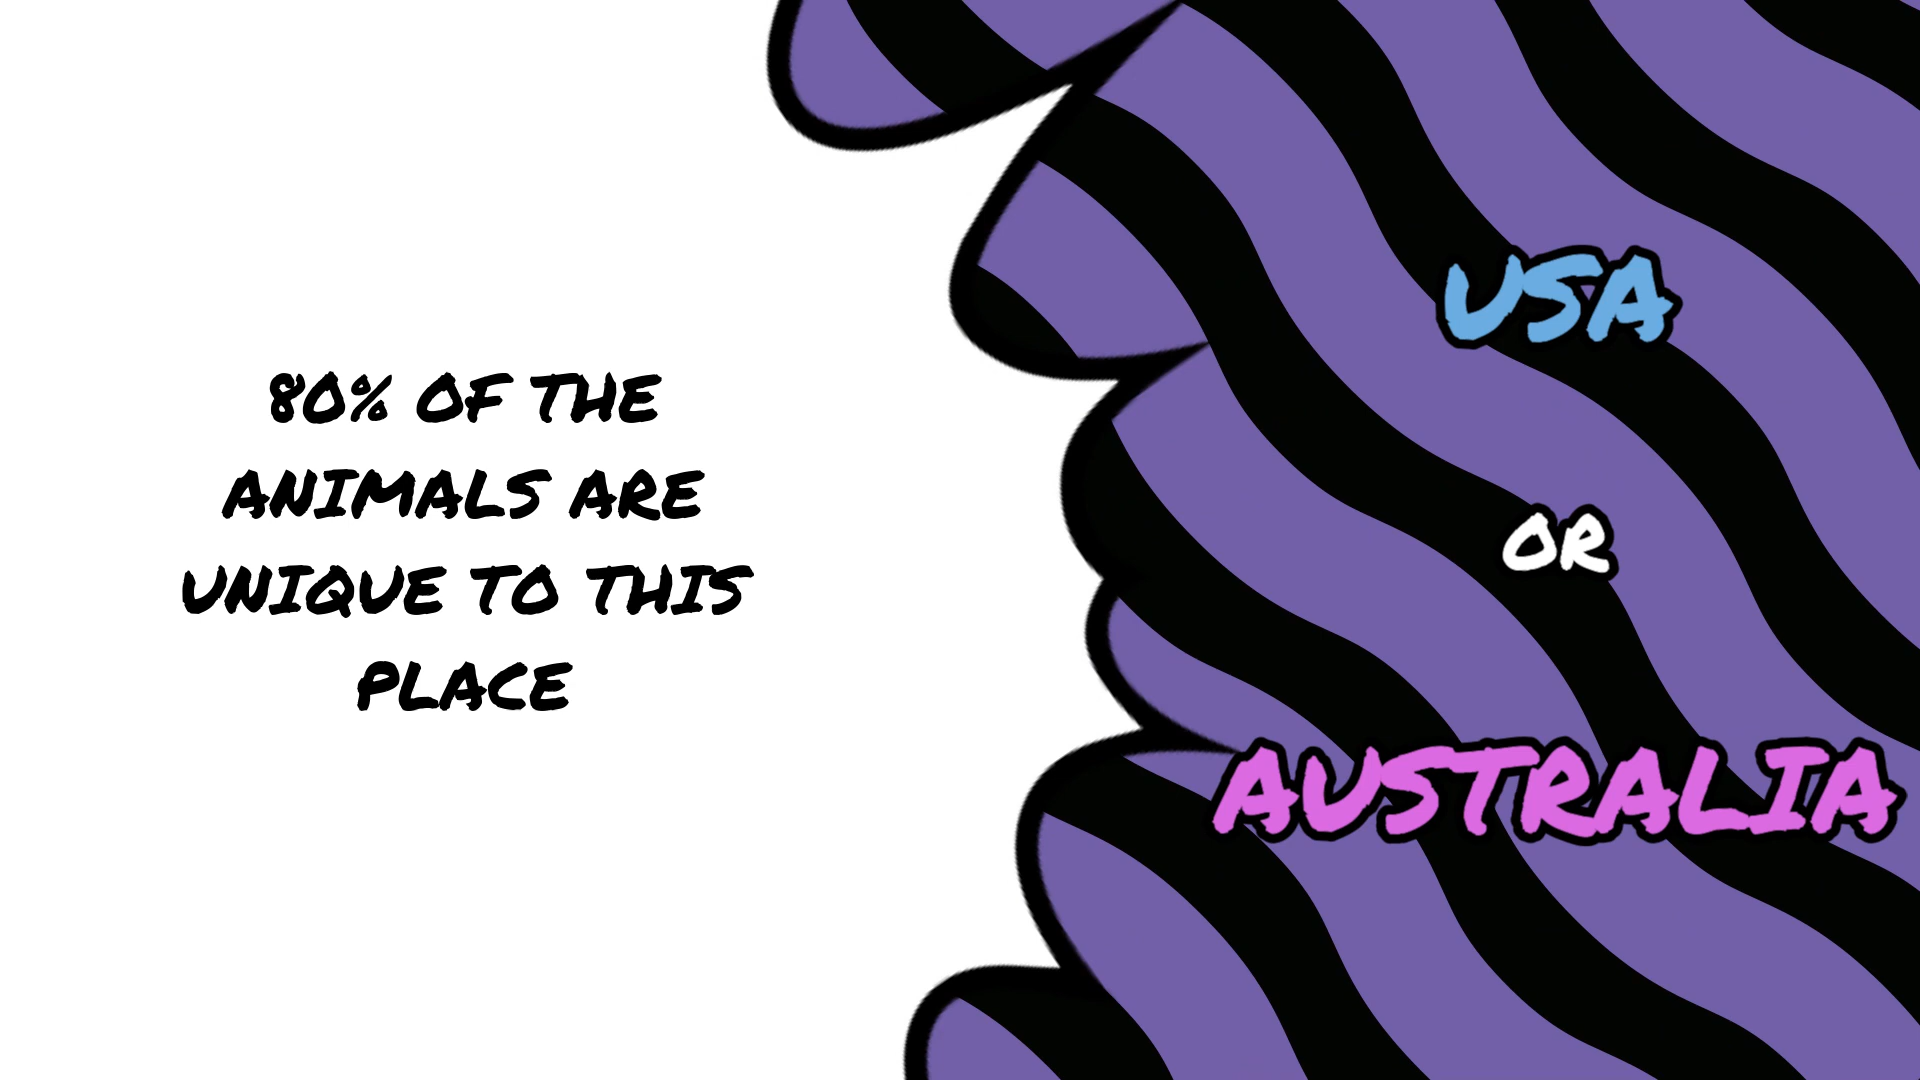 80% OF THE
ANIMALS ARE
UNIQUE TO THIS
PLACE
USA
OR
AUSTRALIA